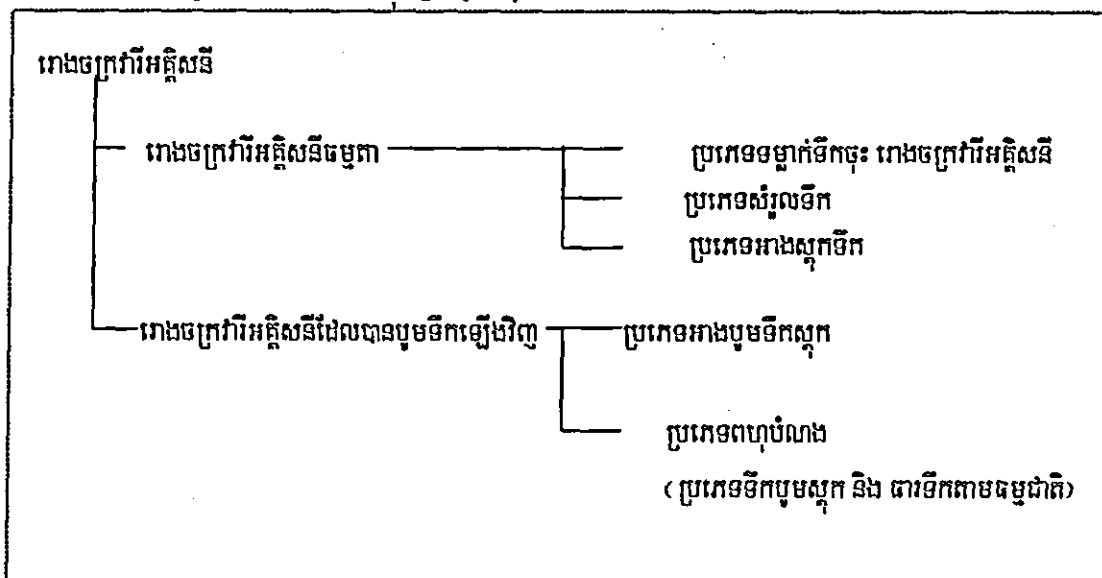 រោងចក្រវារីអគ្គិសនី
រោងចក្រវារីអគ្គិសនីធម្មតា
ប្រភេទទម្លាក់ទឹកចុះ រោងចក្រវារីអគ្គិសនី
ប្រភេទសំរួលទឹក
ប្រភេទអាងស្តុកទឹក
រោងចក្រវារីអគ្គិសនីដែលបានបូមទឹកឡើងវិញ
ប្រភេទអាងបូមទឹកស្តុក
ប្រភេទពហុបំណង
(ប្រភេទទឹកបូមស្តុក និង ធារទឹកតាមធម្មជាតិ)